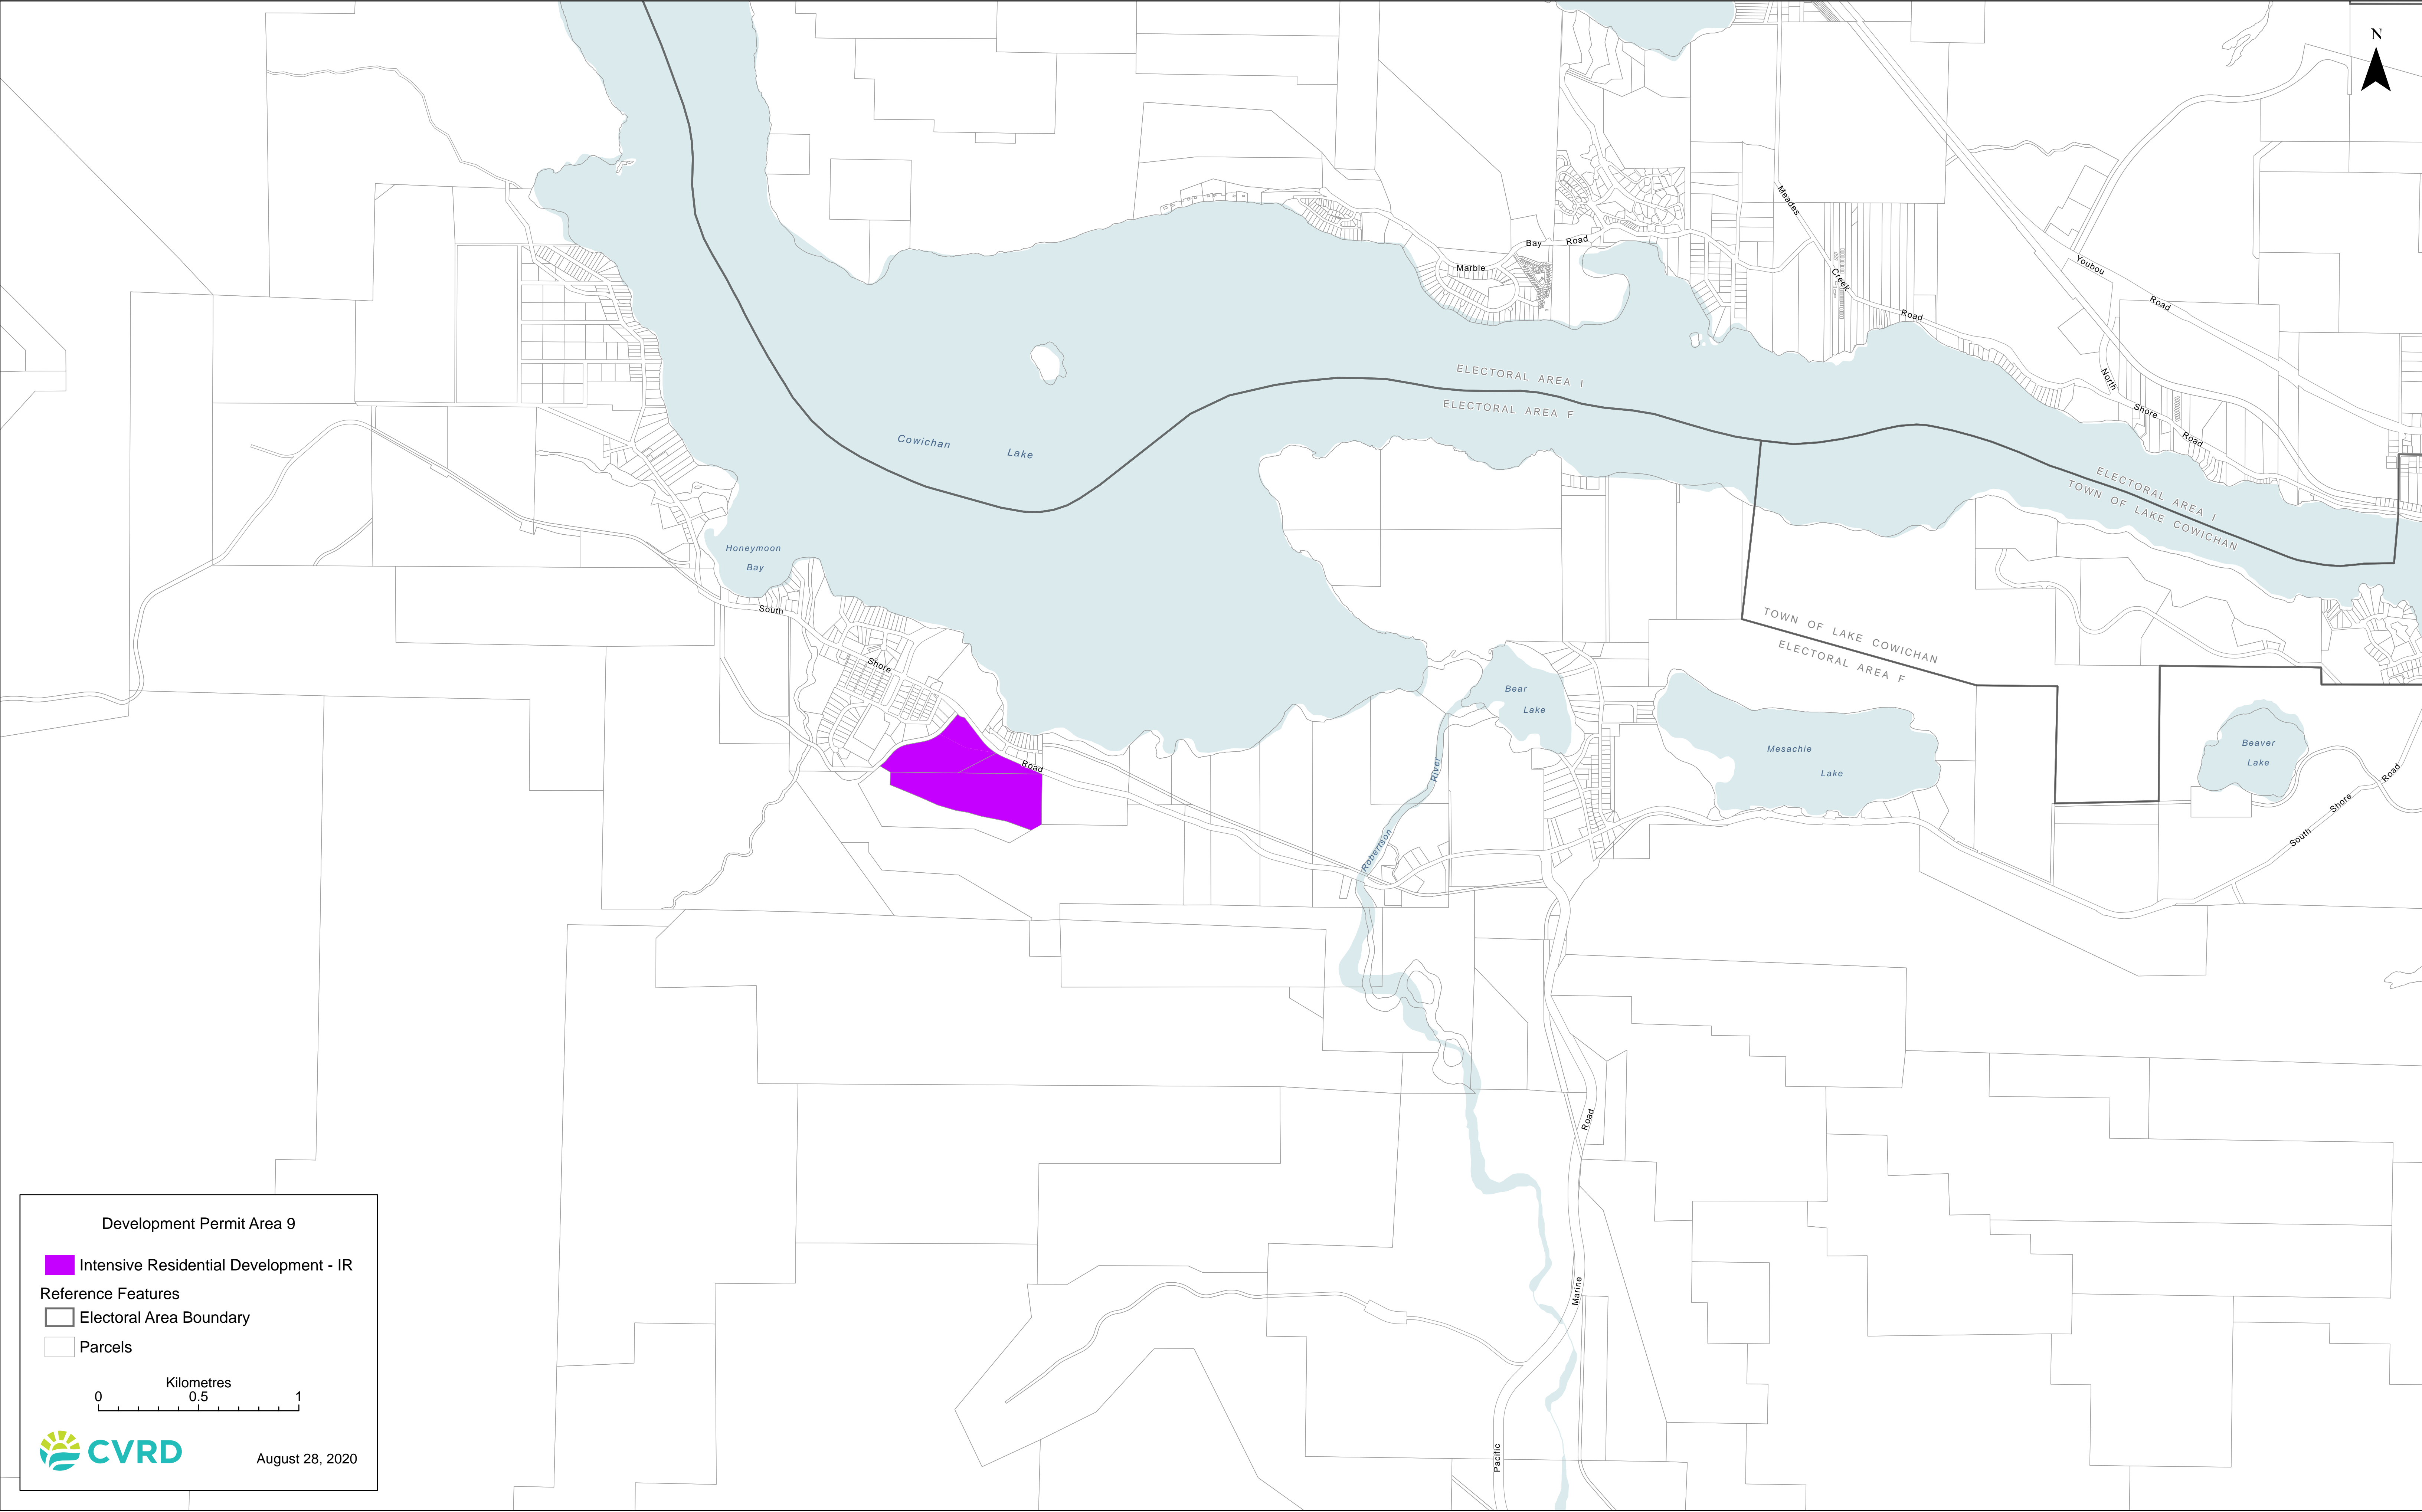 N
Meades
Creek
Road
Bay Road
Marble
Youbou
Road
North
Shore
Road
ELECTORAL AREA I
ELECTORAL AREA F
Cowichan Lake
ELECTORAL AREA I
TOWN OF LAKE COWICHAN
Honeymoon
Bay
South
Shore
Road
TOWN OF LAKE COWICHAN
ELECTORAL AREA F
Bear
Lake
Mesachie
Lake
Beaver
Lake
South Shore Road
Robertson River
Pacific Marine Road
Development Permit Area 9
Intensive Residential Development - IR
Reference Features
Electoral Area Boundary
Parcels
Kilometres
0 0.5 1
CVRD
August 28, 2020